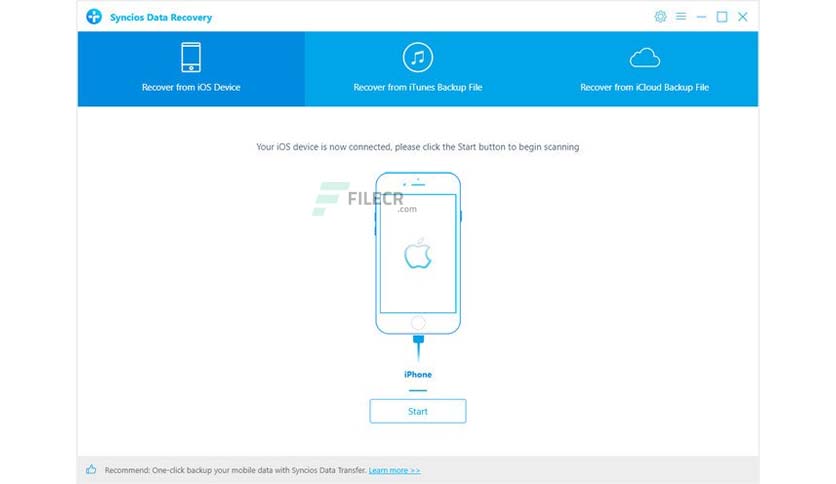 Syncios Data Recovery
Recover from iOS Device
Recover from iTunes Backup File
Recover from iCloud Backup File
Your iOS device is now connected, please click the Start button to begin scanning
FILECR
.com
iPhone
Start
Recommend: One-click backup your mobile data with Syncios Data Transfer. Learn more >>